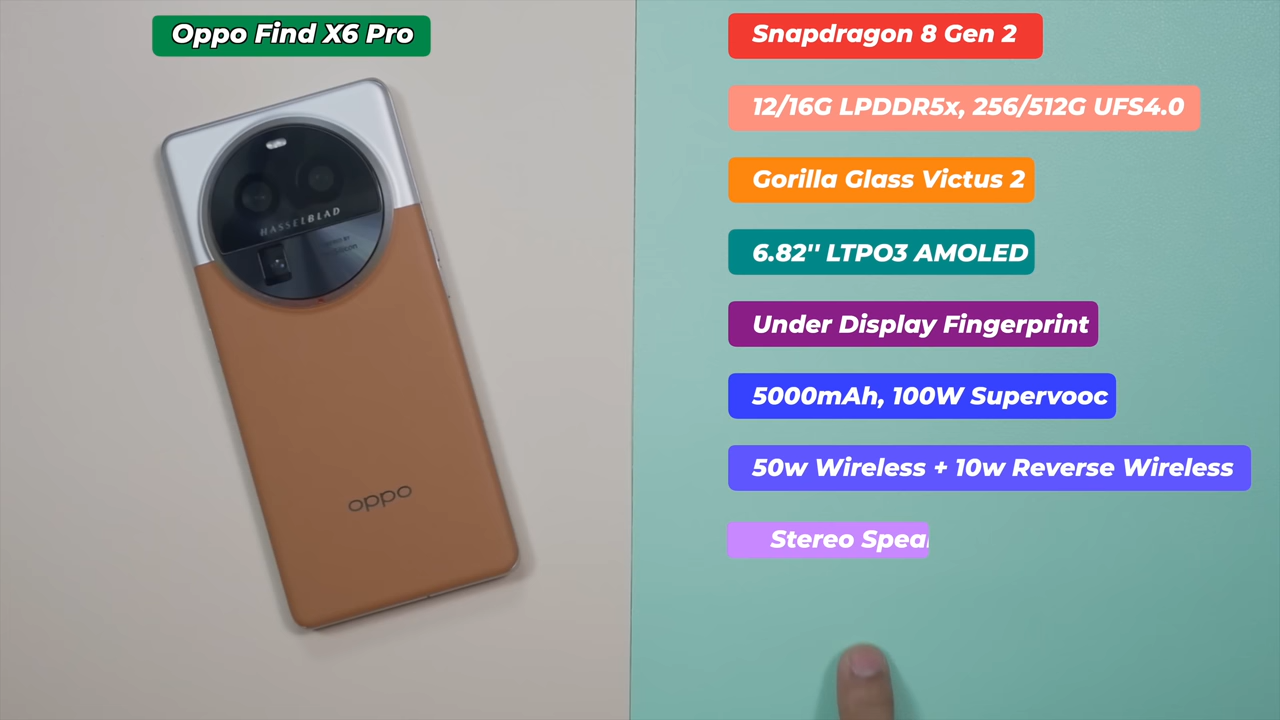 Oppo Find X6 Pro
HASSELBLAD
oppo
Snapdragon 8 Gen 2
12/16G LPDDR5x, 256/512G UFS4.0
Gorilla Glass Victus 2
6.82'' LTPO3 AMOLED
Under Display Fingerprint
5000mAh, 100W Supervooc
50w Wireless + 10w Reverse Wireless
Stereo